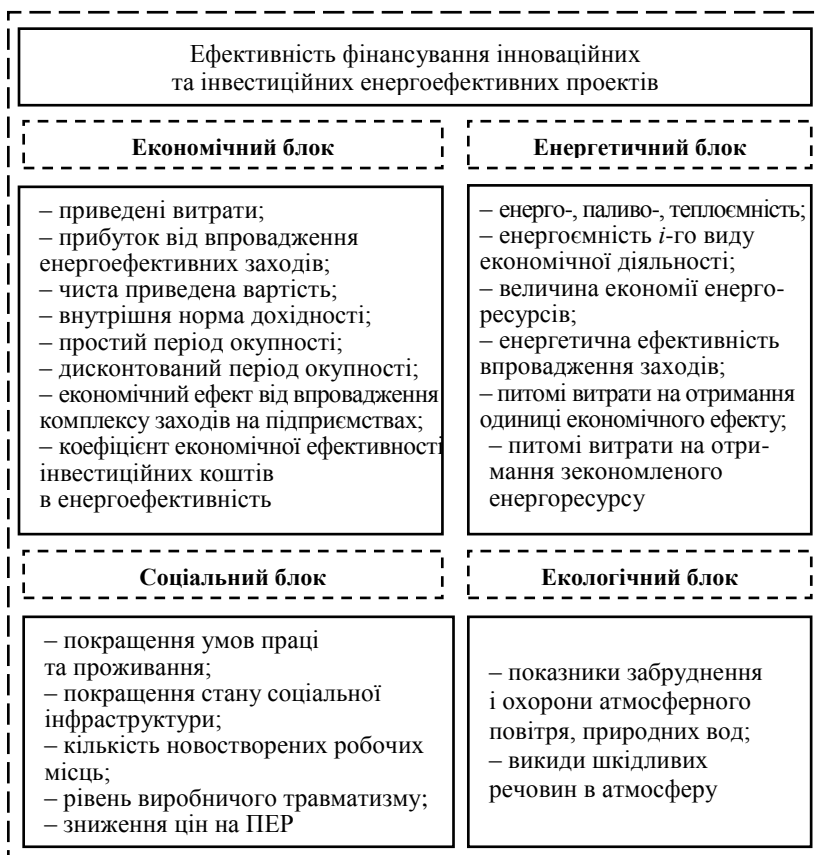 Ефективність фінансування інноваційних
та інвестиційних енергоефективних проектів
Економічний блок
– приведені витрати;
– прибуток від впровадження
енергоефективних заходів;
– чиста приведена вартість;
– внутрішня норма дохідності;
– простий період окупності;
– дисконтований період окупності;
– економічний ефект від впровадження
комплексу заходів на підприємствах;
– коефіцієнт економічної ефективності
інвестиційних коштів
в енергоефективність
Енергетичний блок
– енерго-, паливо-, теплоємність;
– енергоємність i-го виду
економічної діяльності;
– величина економії енерго-
ресурсів;
– енергетична ефективність
впровадження заходів;
– питомі витрати на отримання
одиниці економічного ефекту;
– питомі витрати на отри-
мання зекономленого
енергоресурсу
Соціальний блок
– покращення умов праці
та проживання;
– покращення стану соціальної
інфраструктури;
– кількість новостворених робочих
місць;
– рівень виробничого травматизму;
– зниження цін на ПЕР
Екологічний блок
– показники забруднення
і охорони атмосферного
повітря, природних вод;
– викиди шкідливих
речовин в атмосферу